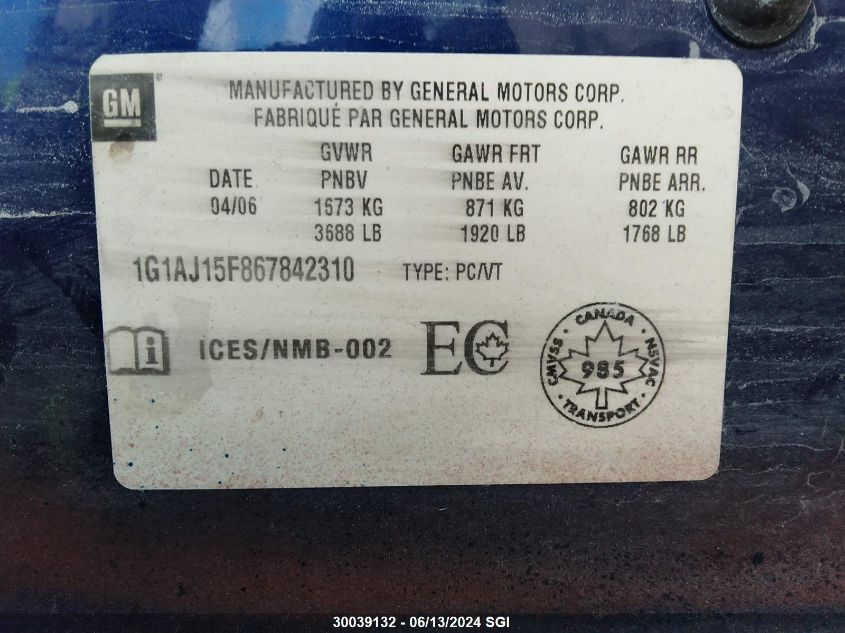 GM
MANUFACTURED BY GENERAL MOTORS CORP.
FABRIQUÉ PAR GENERAL MOTORS CORP.
GVWR GAWR FRT GAWR RR
DATE PNBV PNBE AV. PNBE ARR.
04/06 1673 KG 871 KG 802 KG
3688 LB 1920 LB 1768 LB
1G1AJ15F867842310 TYPE: PC/VT
i ICES/NMB-002 EC
CANADA
CMVSS 985 NSVAC
TRANSPORT
30039132 - 06/13/2024 SGI